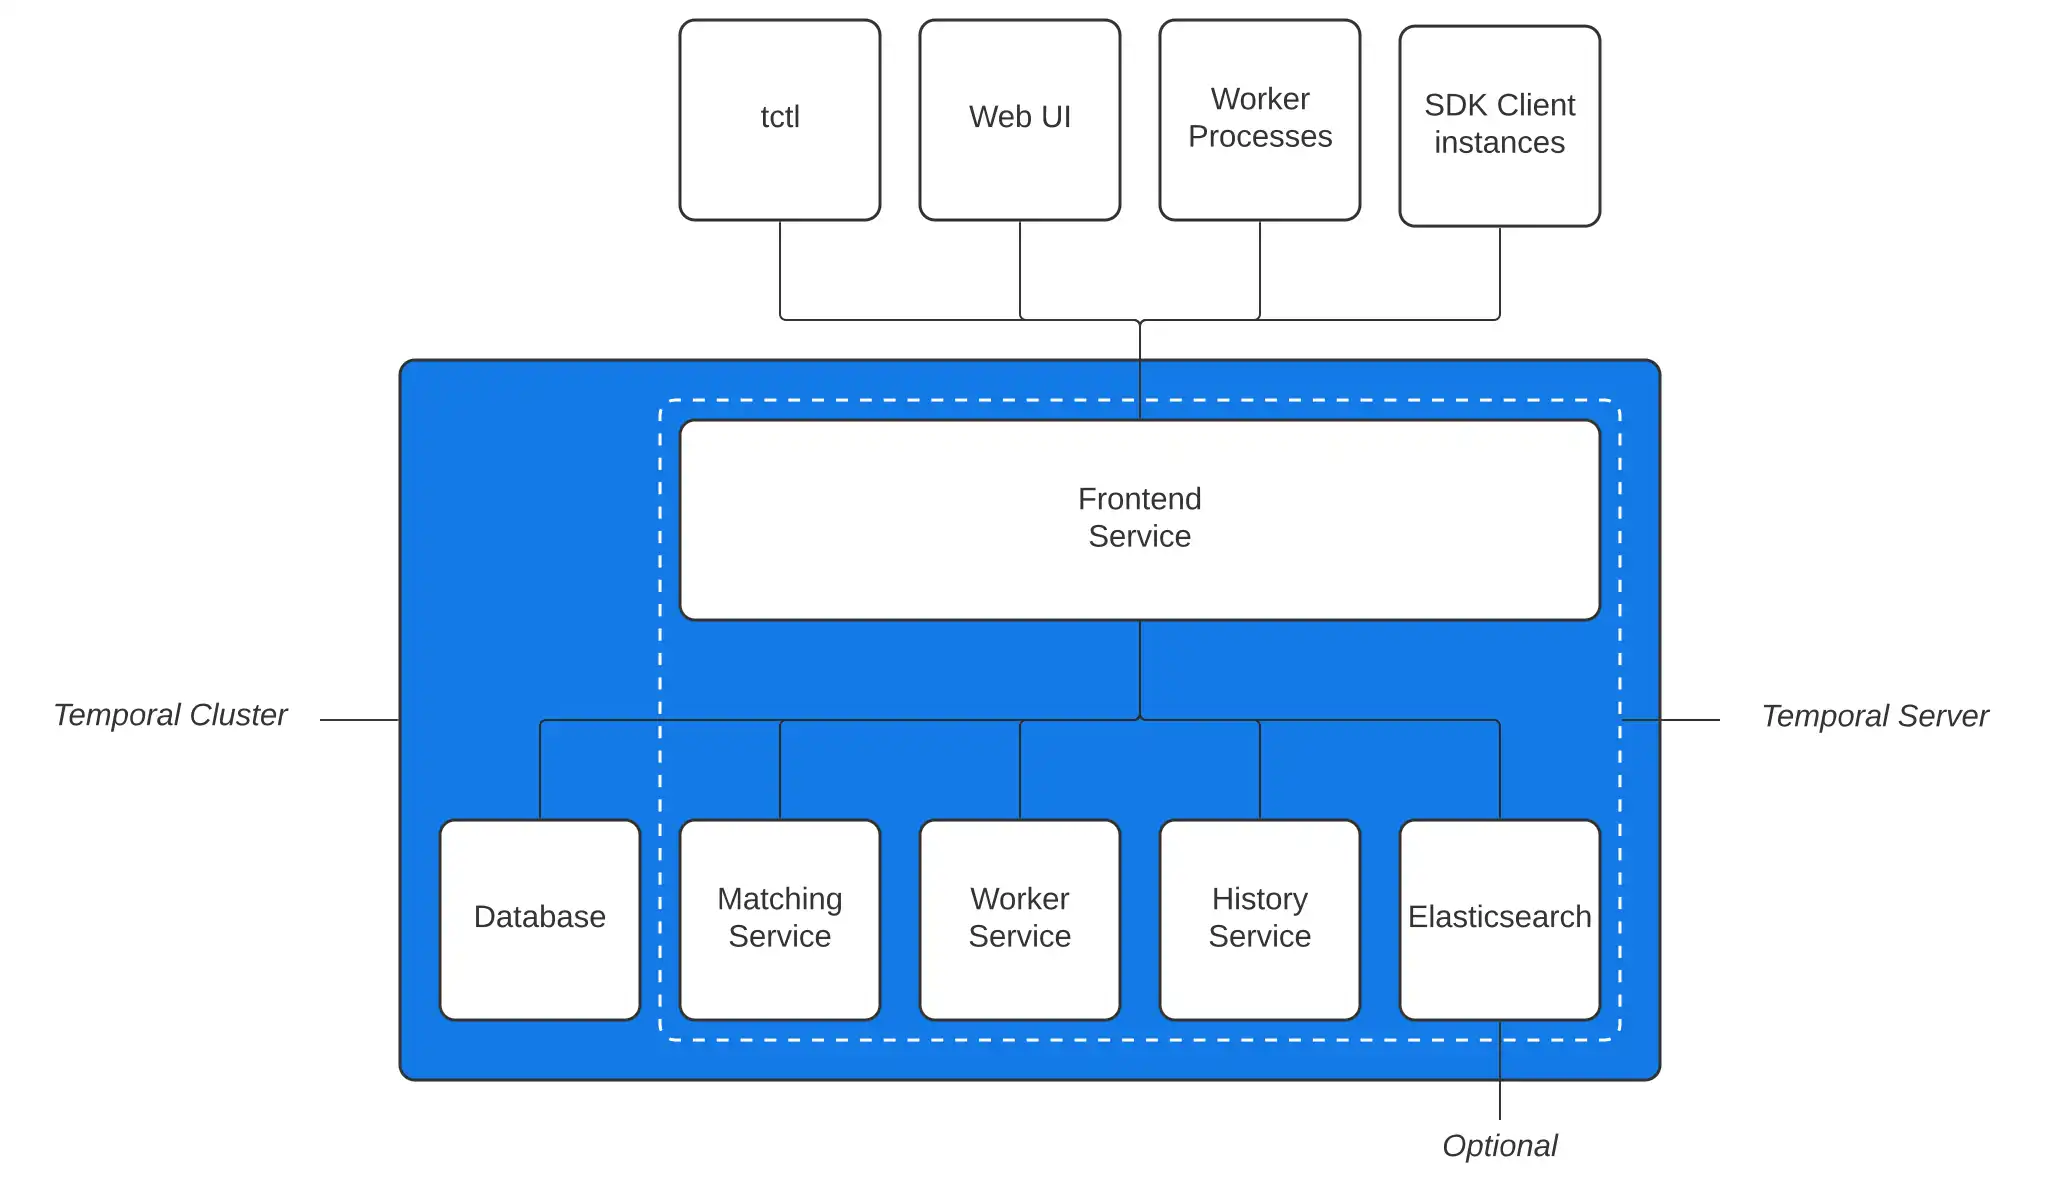 tctl
Web UI
Worker
Processes
SDK Client
instances
Frontend
Service
Temporal Cluster
Temporal Server
Database
Matching
Service
Worker
Service
History
Service
Elasticsearch
Optional